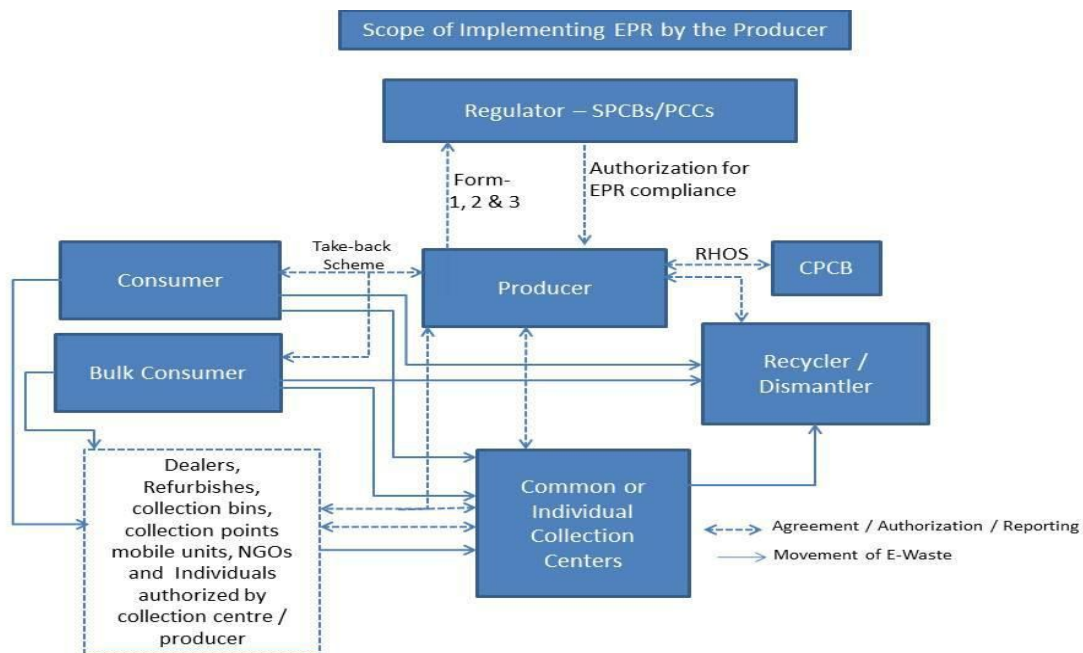 Scope of Implementing EPR by the Producer
Regulator – SPCBs/PCCs
Form-
1, 2 & 3
Authorization for
EPR compliance
Consumer
Take-back
Scheme
Producer
RHOS
CPCB
Bulk Consumer
Recycler /
Dismantler
Dealers,
Refurbishes,
collection bins,
collection points
mobile units, NGOs
and Individuals
authorized by
collection centre /
producer
Common or
Individual
Collection
Centers
Agreement / Authorization / Reporting
Movement of E-Waste